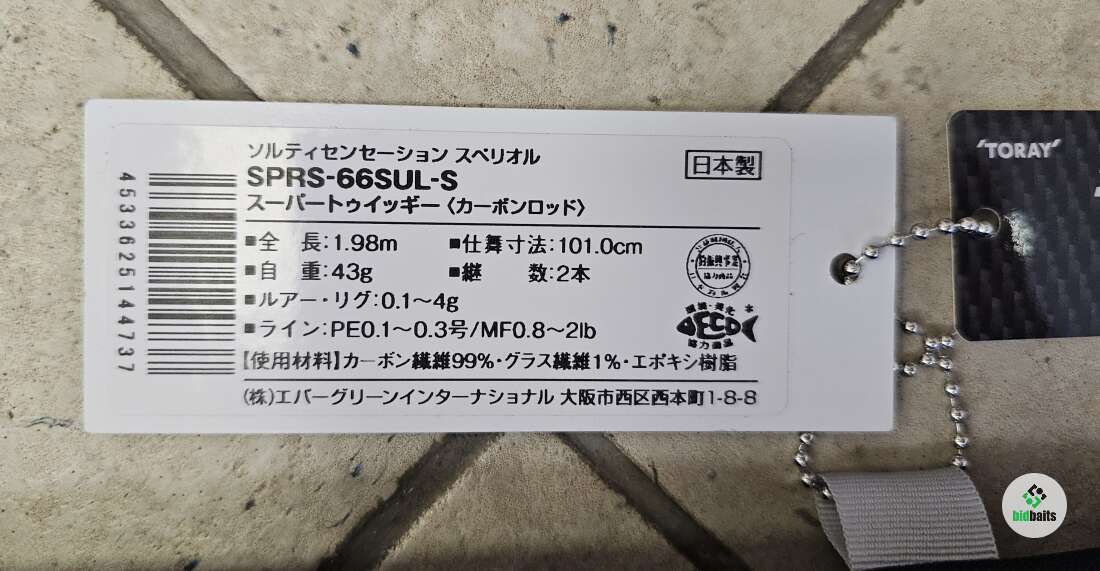 ソルティセンセーション スペリオル
日本製
SPRS-66SUL-S
スーパートゥイッギー〈カーボンロッド〉
■全 長:1.98m ■仕舞寸法:101.0cm
■自 重:43g ■継 数:2本
■ルアー・リグ:0.1〜4g
■ライン:PE0.1〜0.3号/MF0.8〜2lb
【使用材料】カーボン繊維99%・グラス繊維1%・エポキシ樹脂
(株)エバーグリーンインターナショナル 大阪市西区西本町1-8-8
4533625144737
ECO
協力商品
'TORAY'
bidbaits